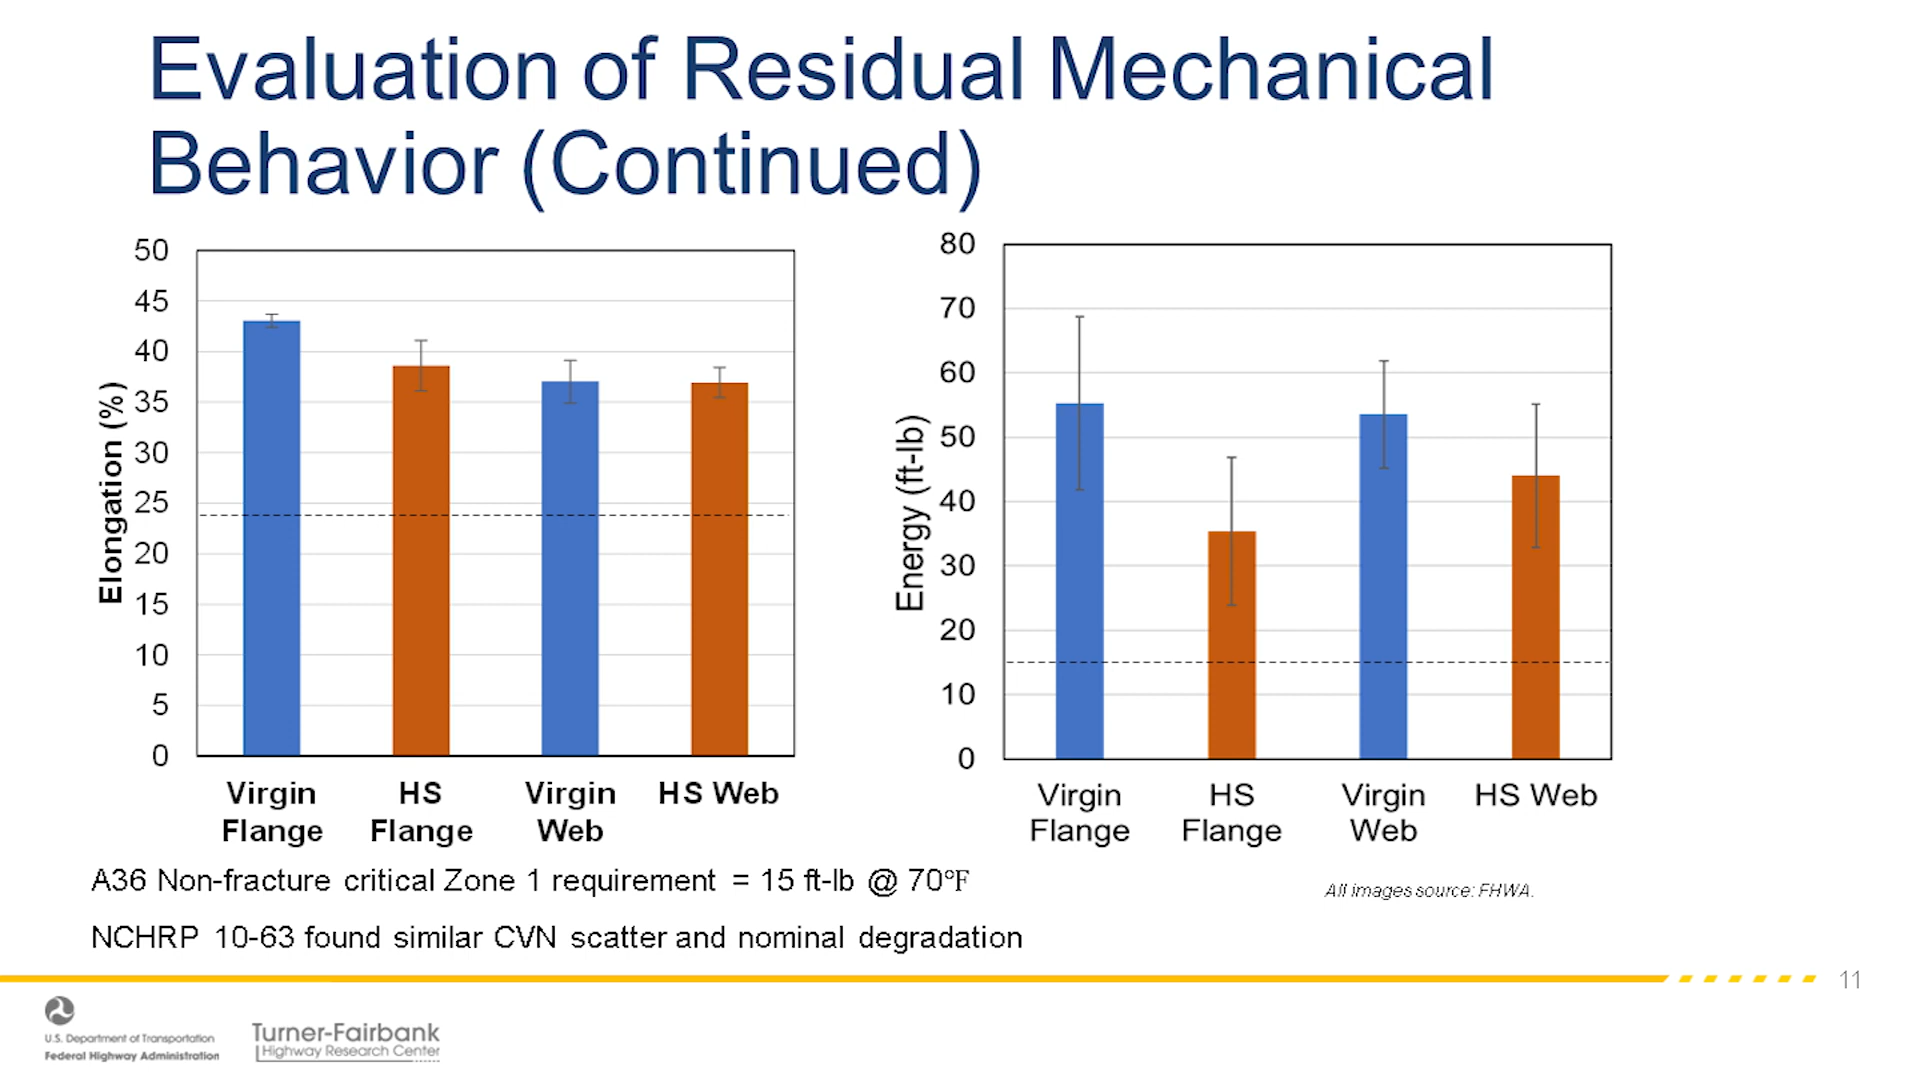 Evaluation of Residual Mechanical
Behavior (Continued)
50
45
40
35
30
25
20
15
10
5
0
Elongation (%)
Virgin Flange
HS Flange
Virgin Web
HS Web
80
70
60
50
40
30
20
10
0
Energy (ft-lb)
Virgin Flange
HS Flange
Virgin Web
HS Web
A36 Non-fracture critical Zone 1 requirement = 15 ft-lb @ 70°F
All images source: FHWA.
NCHRP 10-63 found similar CVN scatter and nominal degradation
11
U.S. Department of Transportation
Federal Highway Administration
Turner-Fairbank
Highway Research Center